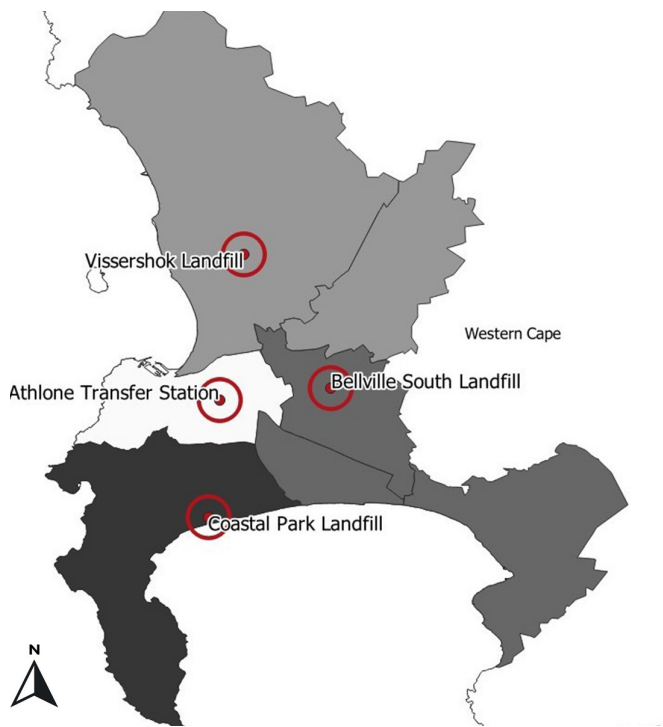 Vissershok Landfill
Western Cape
Bellville South Landfill
Athlone Transfer Station
Coastal Park Landfill
N